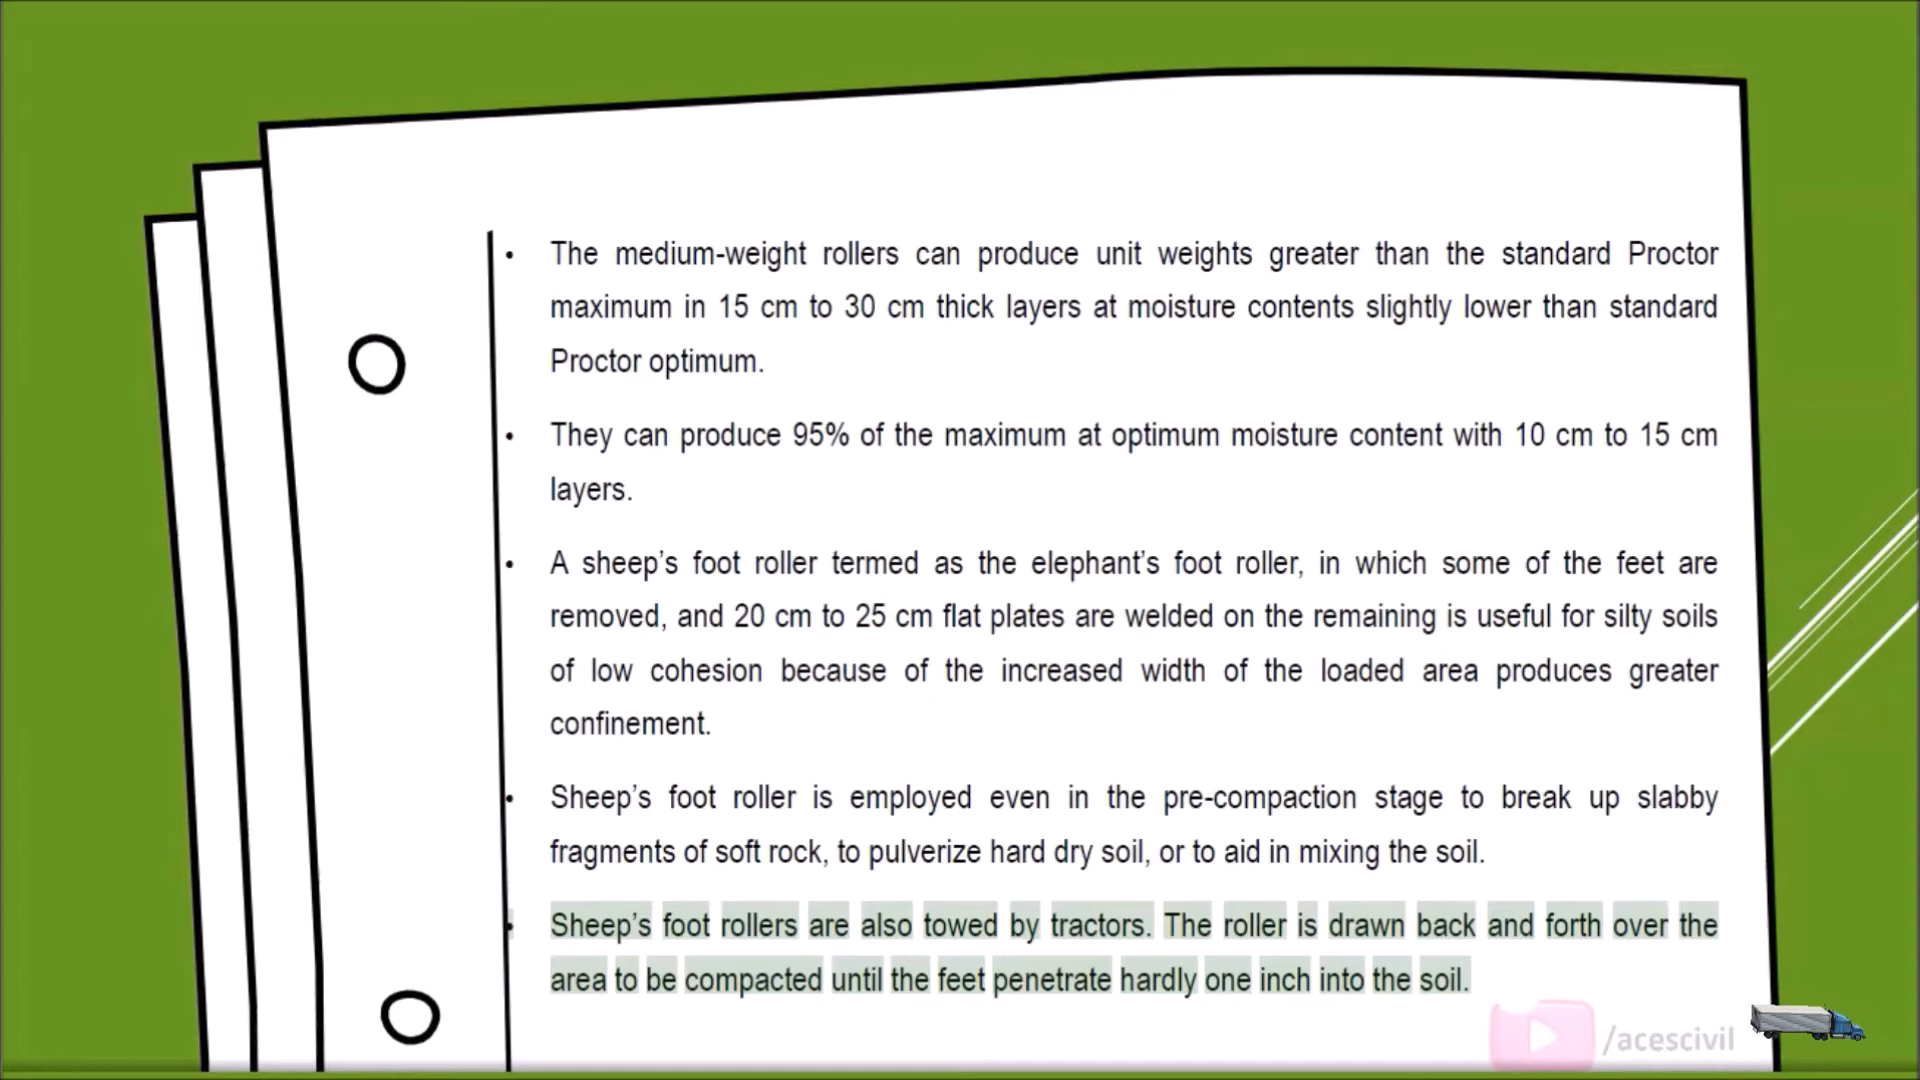 • The medium-weight rollers can produce unit weights greater than the standard Proctor
maximum in 15 cm to 30 cm thick layers at moisture contents slightly lower than standard
Proctor optimum.
• They can produce 95% of the maximum at optimum moisture content with 10 cm to 15 cm
layers.
• A sheep’s foot roller termed as the elephant’s foot roller, in which some of the feet are
removed, and 20 cm to 25 cm flat plates are welded on the remaining is useful for silty soils
of low cohesion because of the increased width of the loaded area produces greater
confinement.
• Sheep’s foot roller is employed even in the pre-compaction stage to break up slabby
fragments of soft rock, to pulverize hard dry soil, or to aid in mixing the soil.
• Sheep’s foot rollers are also towed by tractors. The roller is drawn back and forth over the
area to be compacted until the feet penetrate hardly one inch into the soil.
/acescivil